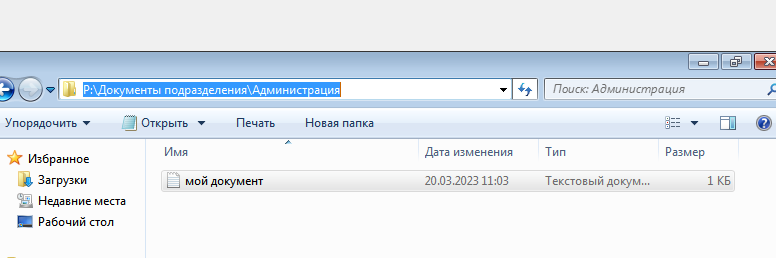 P:\Документы подразделения\Администрация
Поиск: Администрация
Упорядочить Открыть Печать Новая папка
Избранное
Загрузки
Недавние места
Рабочий стол
Имя Дата изменения Тип Размер
мой документ 20.03.2023 11:03 Текстовый докум... 1 КБ